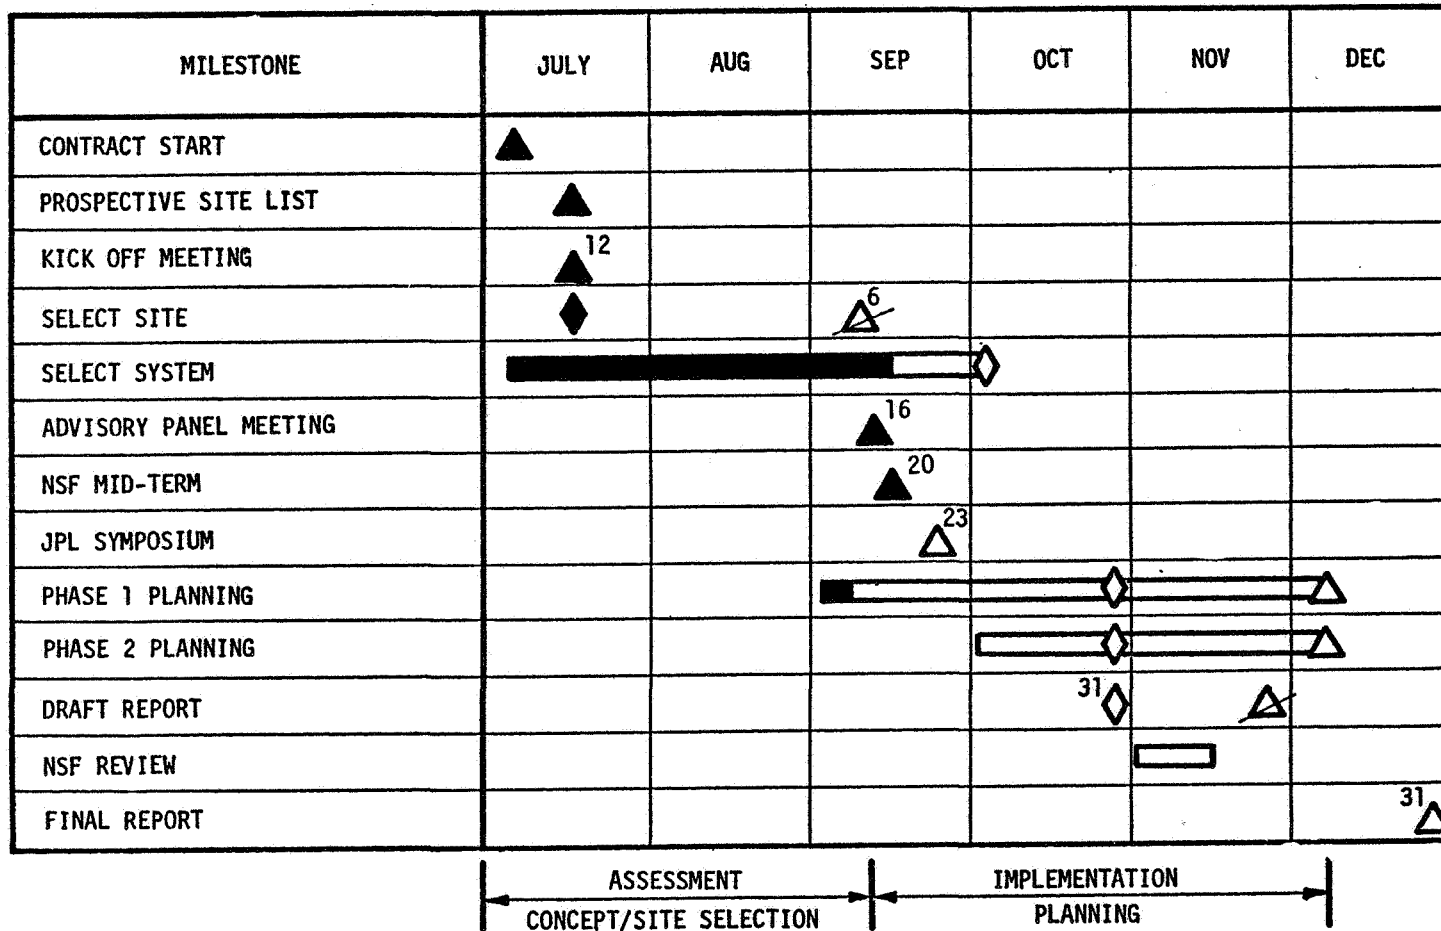 MILESTONE JULY AUG SEP OCT NOV DEC
CONTRACT START
PROSPECTIVE SITE LIST
KICK OFF MEETING 12
SELECT SITE 6
SELECT SYSTEM
ADVISORY PANEL MEETING 16
NSF MID-TERM 20
JPL SYMPOSIUM 23
PHASE 1 PLANNING
PHASE 2 PLANNING
DRAFT REPORT 31
NSF REVIEW
FINAL REPORT 31
ASSESSMENT IMPLEMENTATION
CONCEPT/SITE SELECTION PLANNING